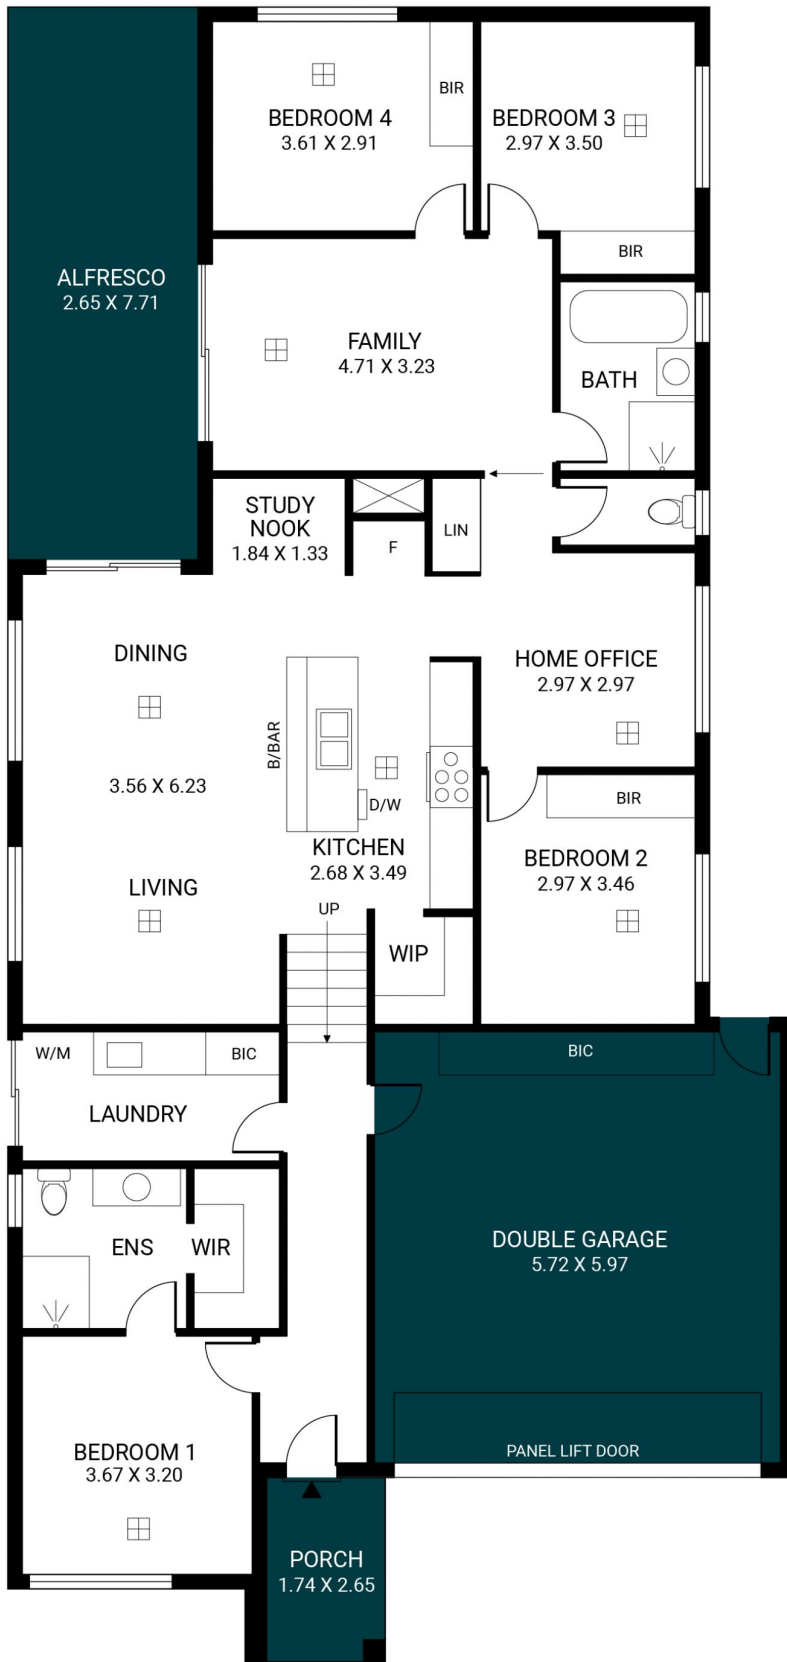 BEDROOM 4
3.61 X 2.91
BIR
BEDROOM 3
2.97 X 3.50
BIR
ALFRESCO
2.65 X 7.71
FAMILY
4.71 X 3.23
BATH
STUDY
NOOK
1.84 X 1.33
F
LIN
DINING
3.56 X 6.23
LIVING
B/BAR
D/W
KITCHEN
2.68 X 3.49
HOME OFFICE
2.97 X 2.97
BIR
BEDROOM 2
2.97 X 3.46
UP
WIP
W/M
BIC
LAUNDRY
BIC
ENS
WIR
DOUBLE GARAGE
5.72 X 5.97
PANEL LIFT DOOR
BEDROOM 1
3.67 X 3.20
PORCH
1.74 X 2.65